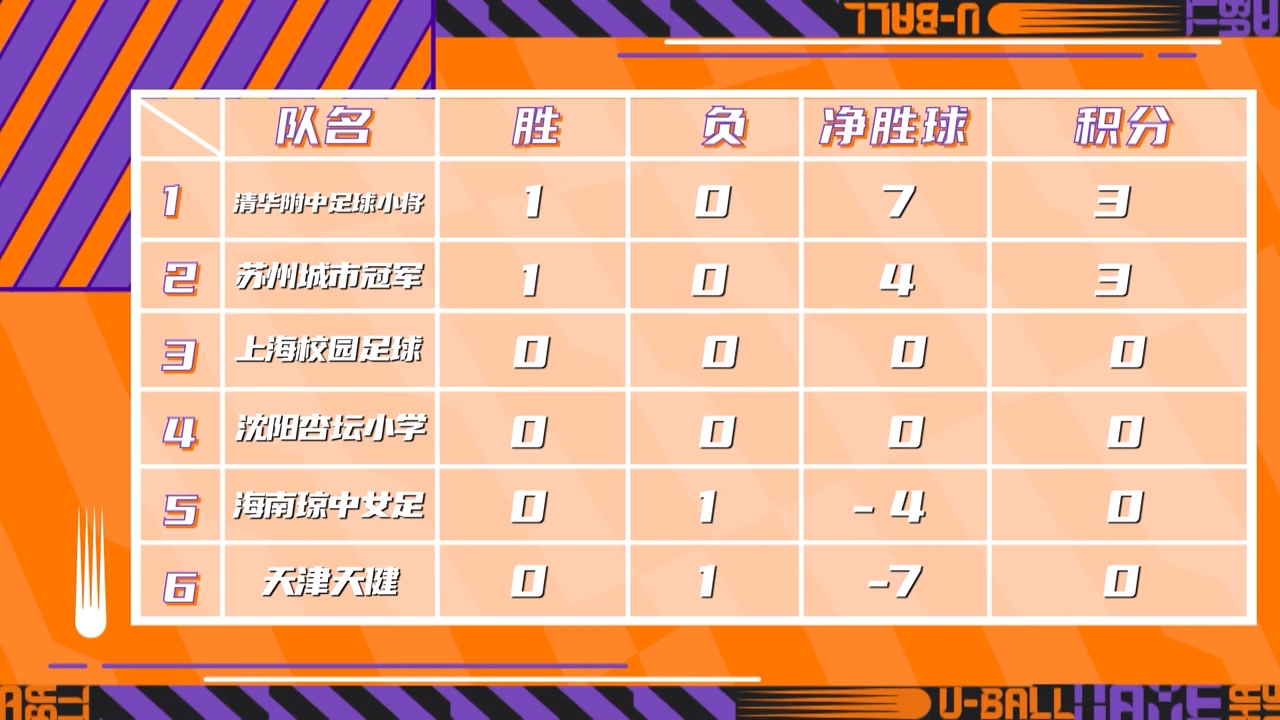 U-BALL
队名 胜 负 净胜球 积分
1 清华附中足球小将 1 0 7 3
2 苏州城市冠军 1 0 4 3
3 上海校园足球 0 0 0 0
4 沈阳杏坛小学 0 0 0 0
5 海南琼中女足 0 1 - 4 0
6 天津天健 0 1 -7 0
U-BALL